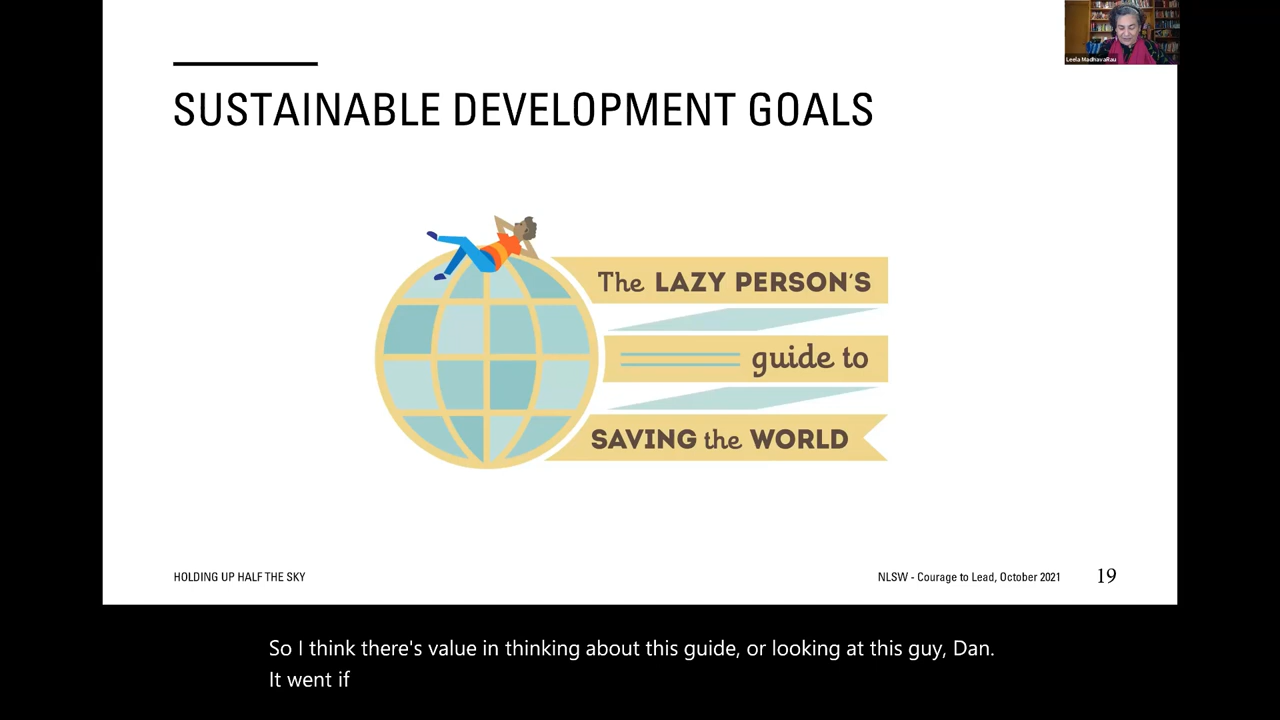 Leela MadhavaRau
SUSTAINABLE DEVELOPMENT GOALS
The LAZY PERSON'S
guide to
SAVING the WORLD
HOLDING UP HALF THE SKY
NLSW - Courage to Lead, October 2021
19
So I think there's value in thinking about this guide, or looking at this guy, Dan.
It went if